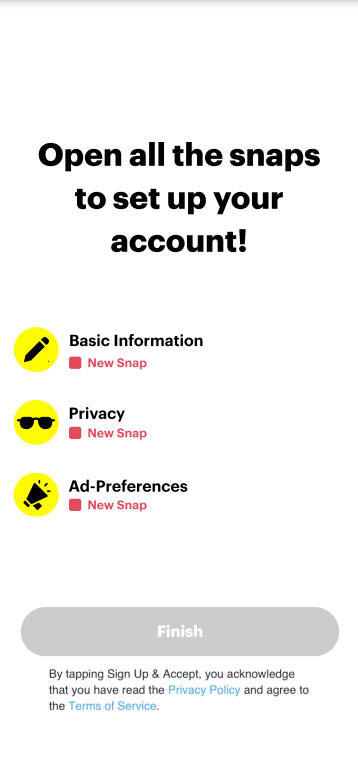 Open all the snaps
to set up your
account!
Basic Information
New Snap
Privacy
New Snap
Ad-Preferences
New Snap
Finish
By tapping Sign Up & Accept, you acknowledge
that you have read the Privacy Policy and agree to
the Terms of Service.